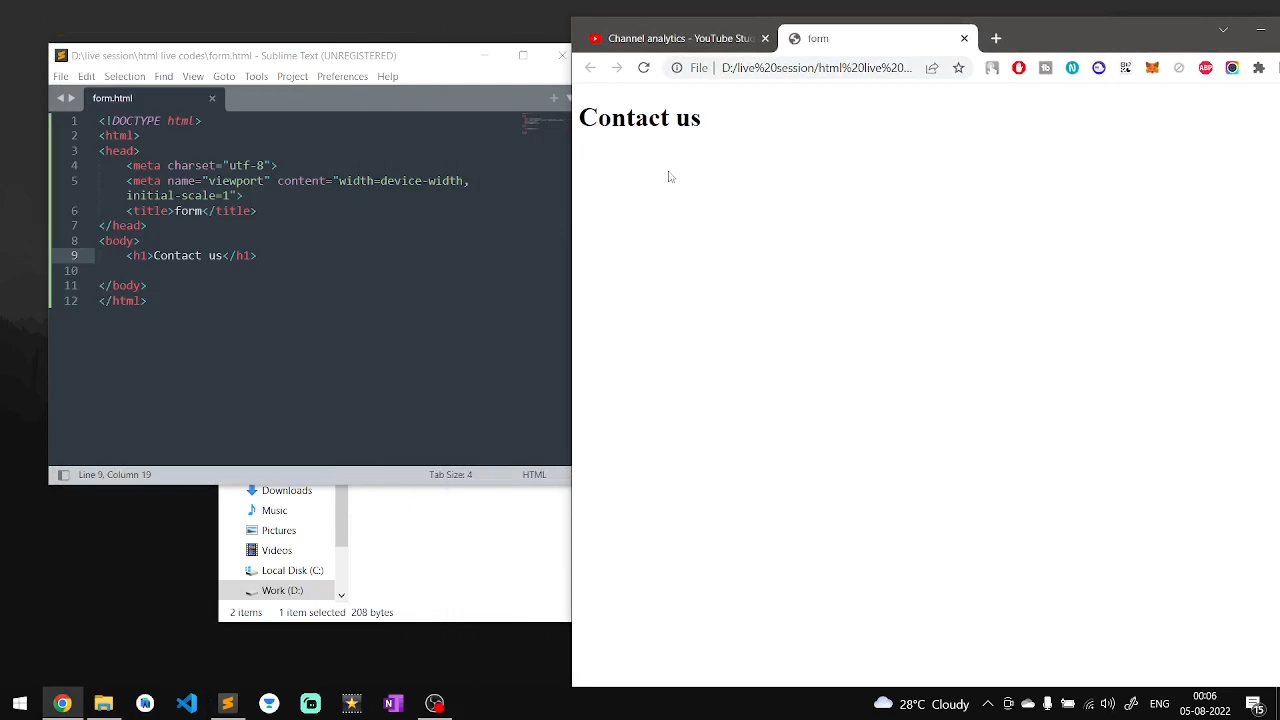 D:\live session\html live codes\form.html - Sublime Text (UNREGISTERED)
File Edit Selection Find View Goto Tools Project Preferences Help
form.html
1 <!DOCTYPE html>
2 <html>
3 <head>
4 <meta charset="utf-8">
5 <meta name="viewport" content="width=device-width,
initial-scale=1">
6 <title>form</title>
7 </head>
8 <body>
9 <h1>Contact us</h1>
10
11 </body>
12 </html>
Line 9, Column 19 Tab Size: 4 HTML
Downloads
Music
Pictures
Videos
Local Disk (C:)
Work (D:)
2 items 1 item selected 208 bytes
Channel analytics - YouTube Stu
form
File D:/live%20session/html%20live%20...
ABP
Contact us
28°C Cloudy
ENG
00:06
05-08-2022
15